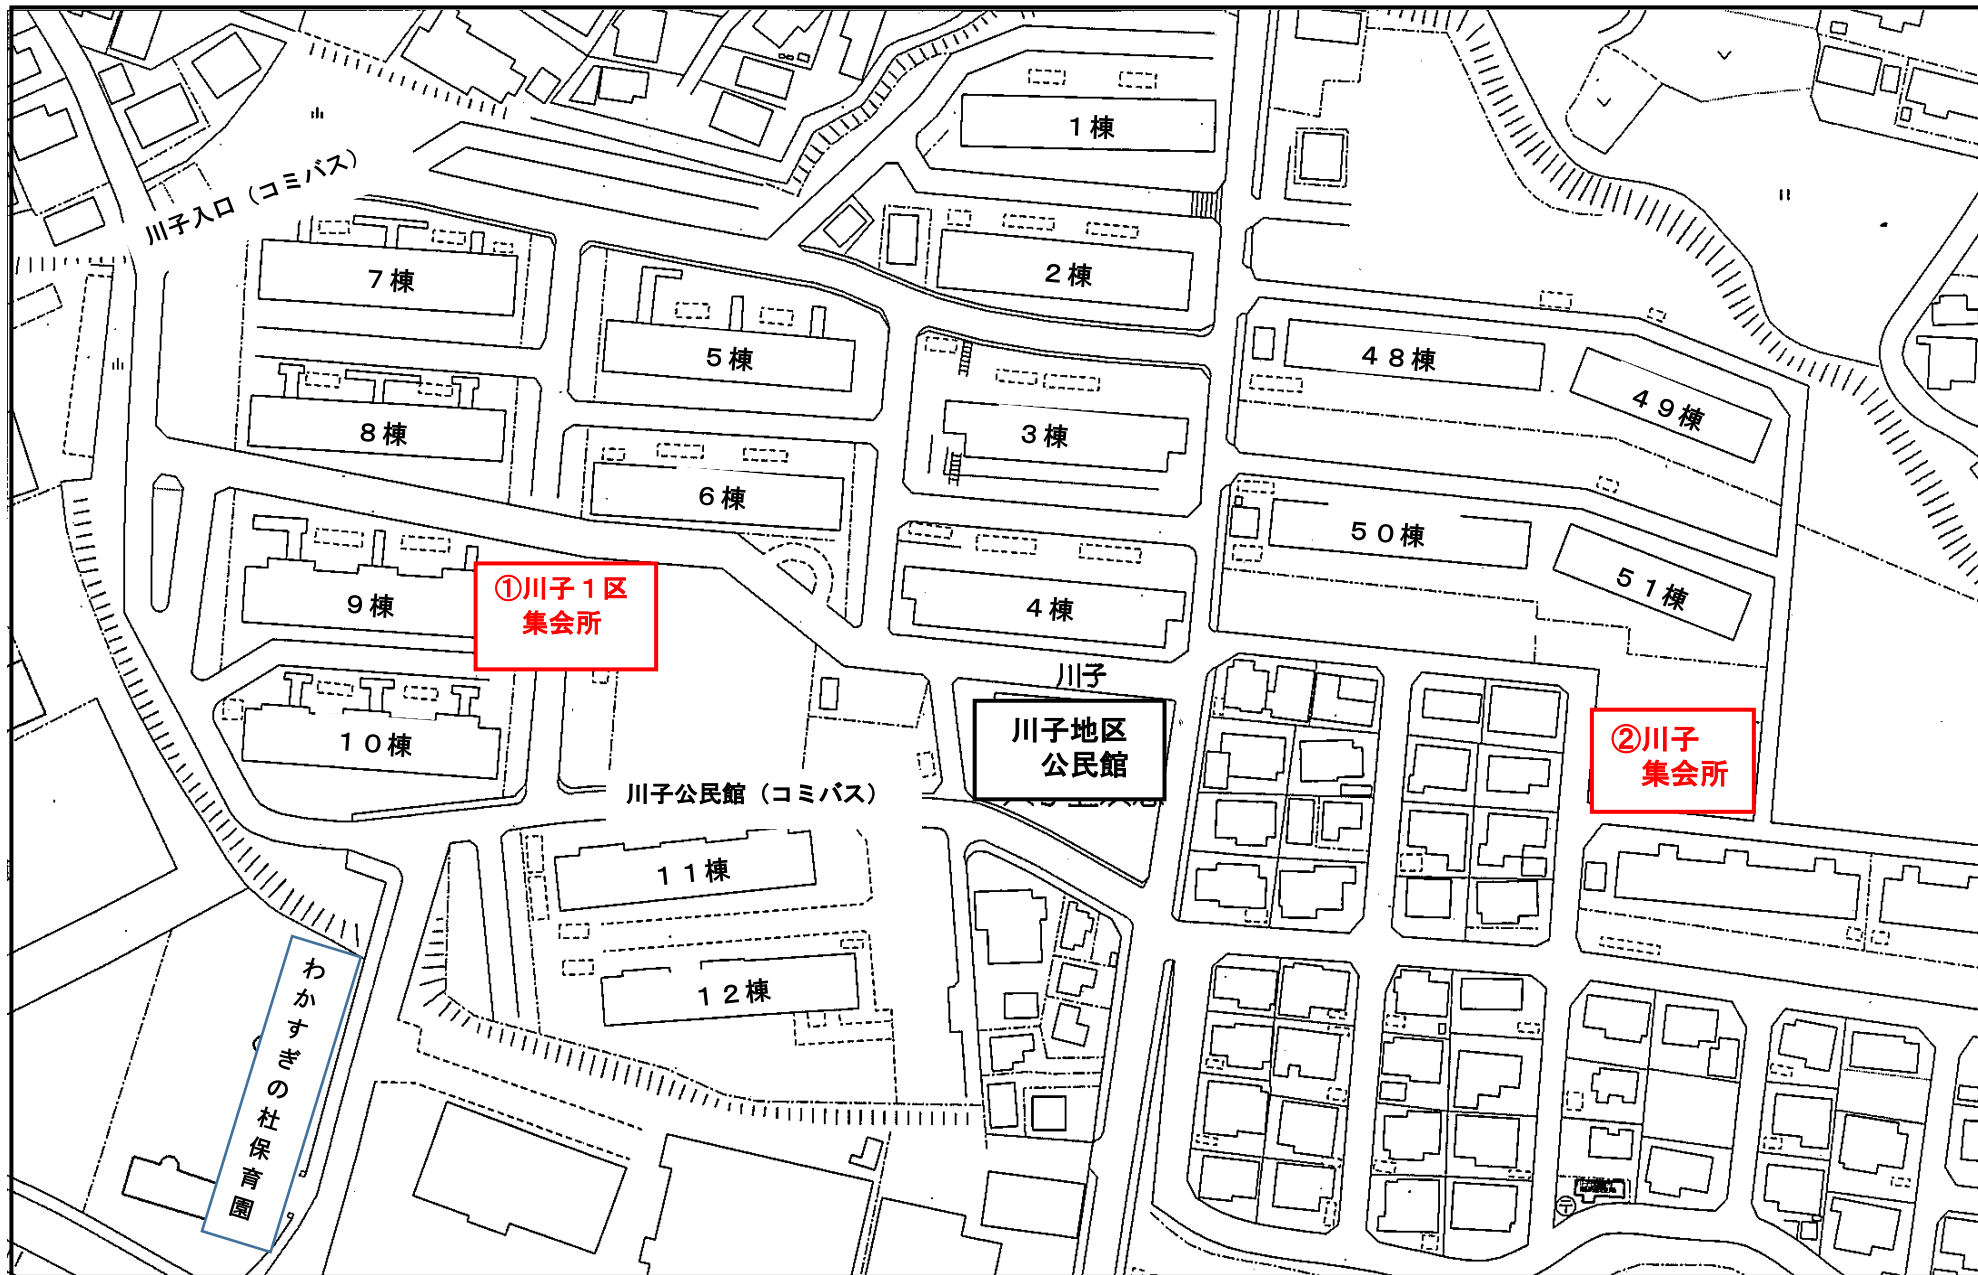 1棟
川子入口（コミバス）
7棟
2棟
5棟
48棟
49棟
8棟
3棟
6棟
50棟
51棟
①川子１区
集会所
9棟
4棟
川子
川子地区
公民館
②川子
集会所
10棟
川子公民館（コミバス）
11棟
12棟
わかすぎの杜保育園